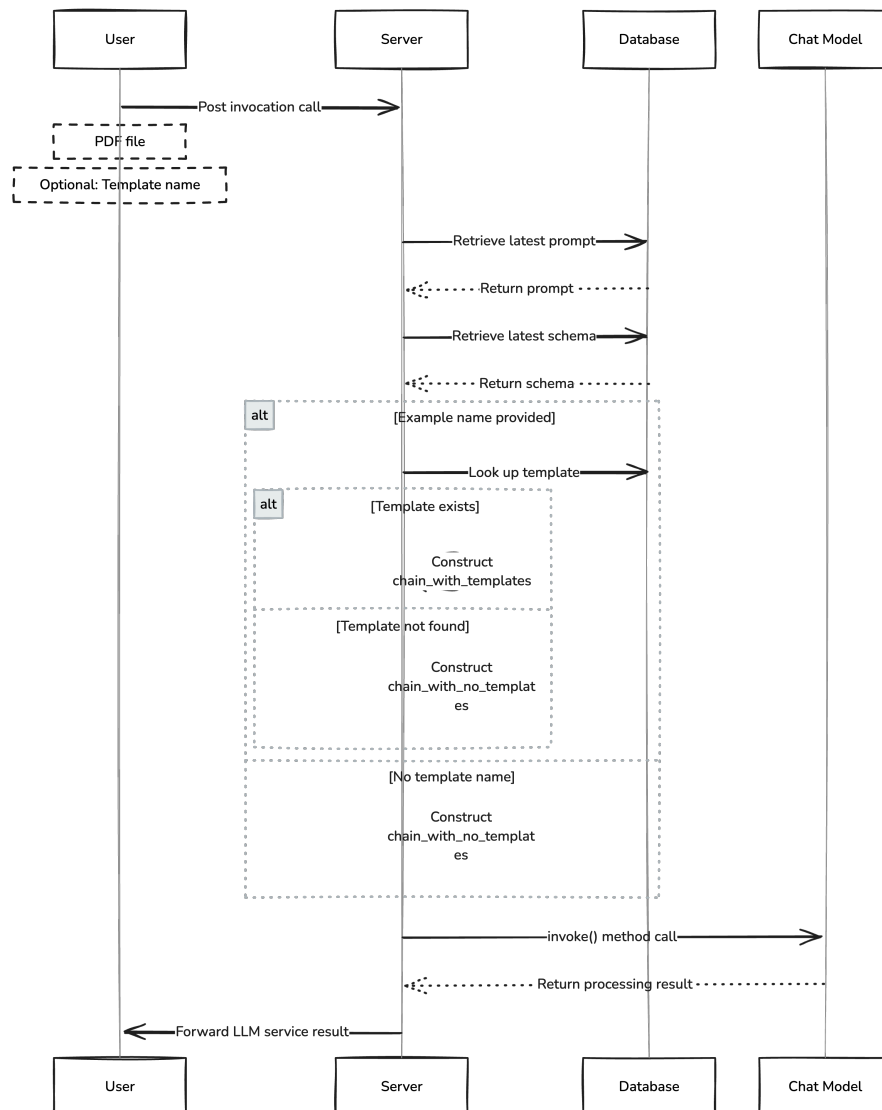 User
Server
Database
Chat Model
Post invocation call
PDF file
Optional: Template name
Retrieve latest prompt
Return prompt
Retrieve latest schema
Return schema
alt
[Example name provided]
Look up template
alt
[Template exists]
Construct
chain_with_templates
[Template not found]
Construct
chain_with_no_templat
es
[No template name]
Construct
chain_with_no_templat
es
invoke() method call
Return processing result
Forward LLM service result
User
Server
Database
Chat Model